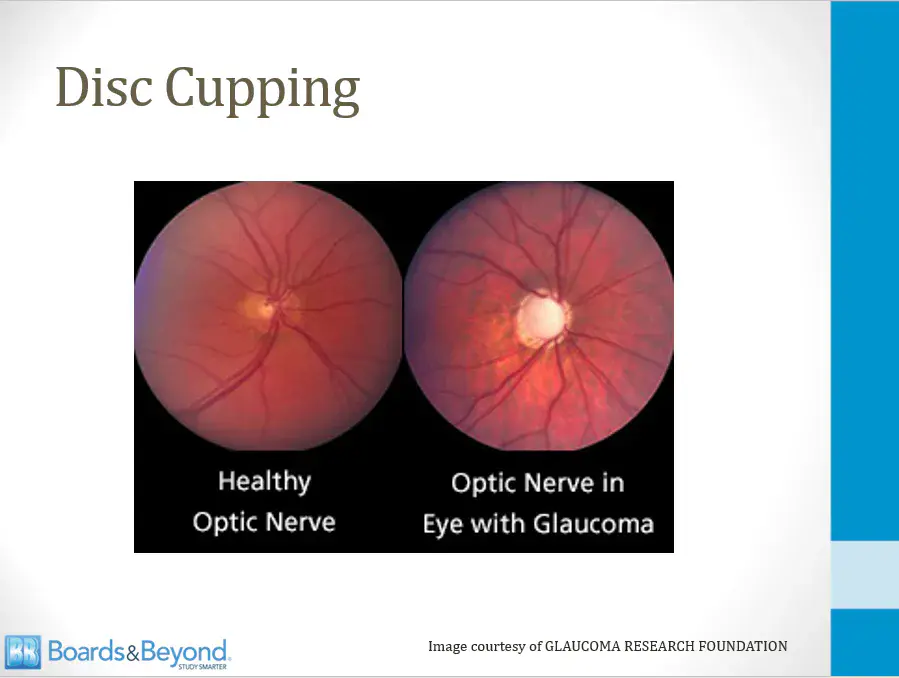 Disc Cupping
Healthy
Optic Nerve
Optic Nerve in
Eye with Glaucoma
BB
Boards&Beyond.
STUDY SMARTER
Image courtesy of GLAUCOMA RESEARCH FOUNDATION